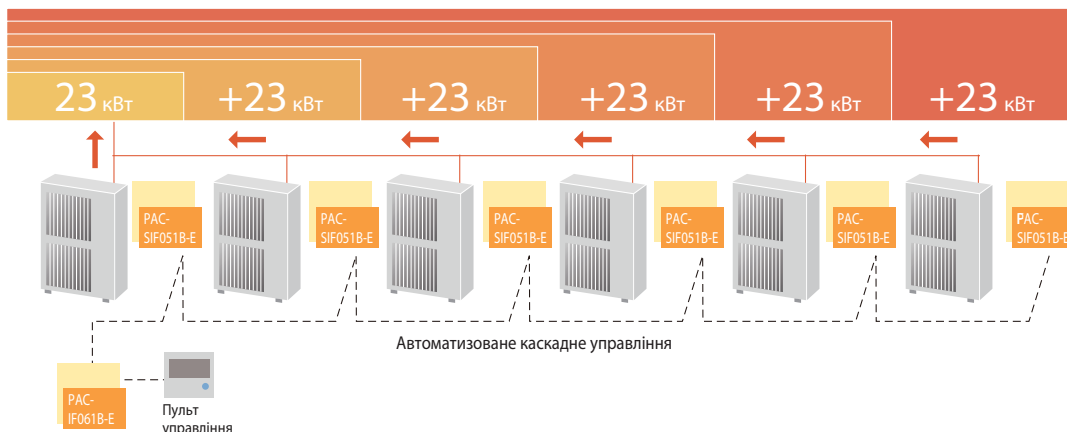 23 кВт
+23 кВт
+23 кВт
+23 кВт
+23 кВт
+23 кВт
PAC-
SIF051B-E
PAC-
SIF051B-E
PAC-
SIF051B-E
PAC-
SIF051B-E
PAC-
SIF051B-E
PAC-
SIF051B-E
Автоматизоване каскадне управління
PAC-
IF061B-E
Пульт
управління